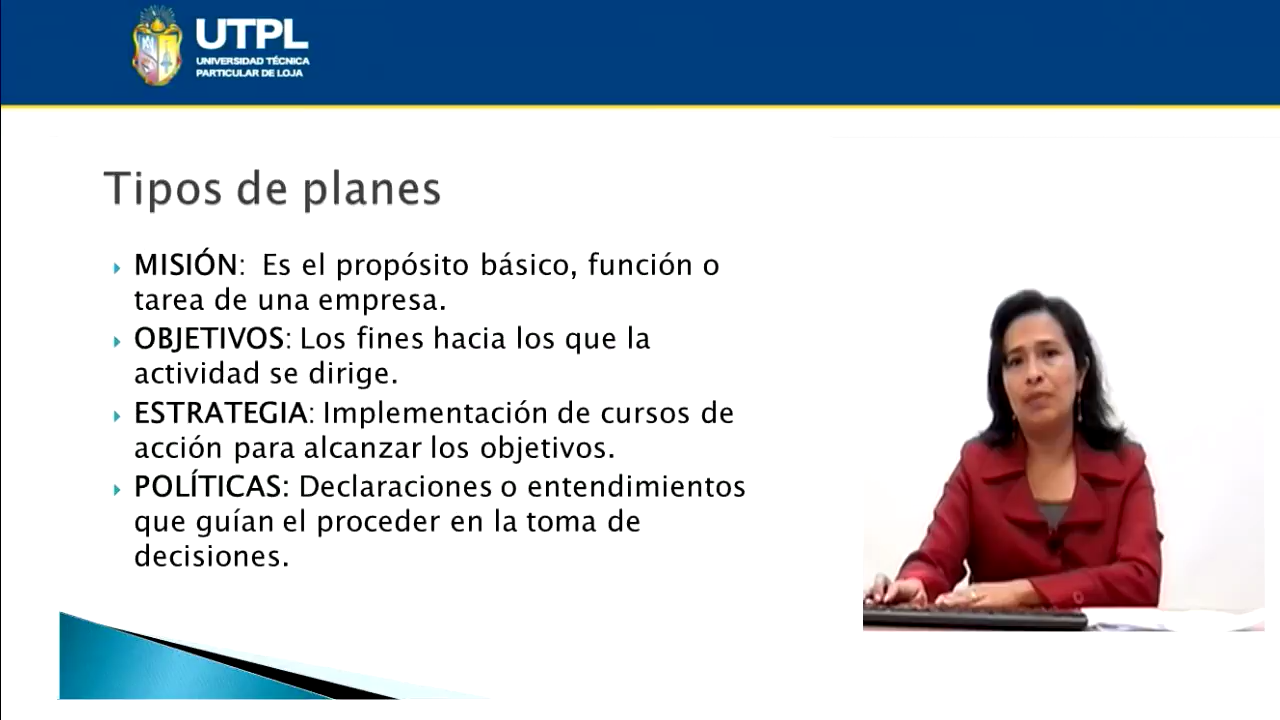 UTPL
UNIVERSIDAD TÉCNICA
PARTICULAR DE LOJA
Tipos de planes
MISIÓN: Es el propósito básico, función o
tarea de una empresa.
OBJETIVOS: Los fines hacia los que la
actividad se dirige.
ESTRATEGIA: Implementación de cursos de
acción para alcanzar los objetivos.
POLÍTICAS: Declaraciones o entendimientos
que guían el proceder en la toma de
decisiones.